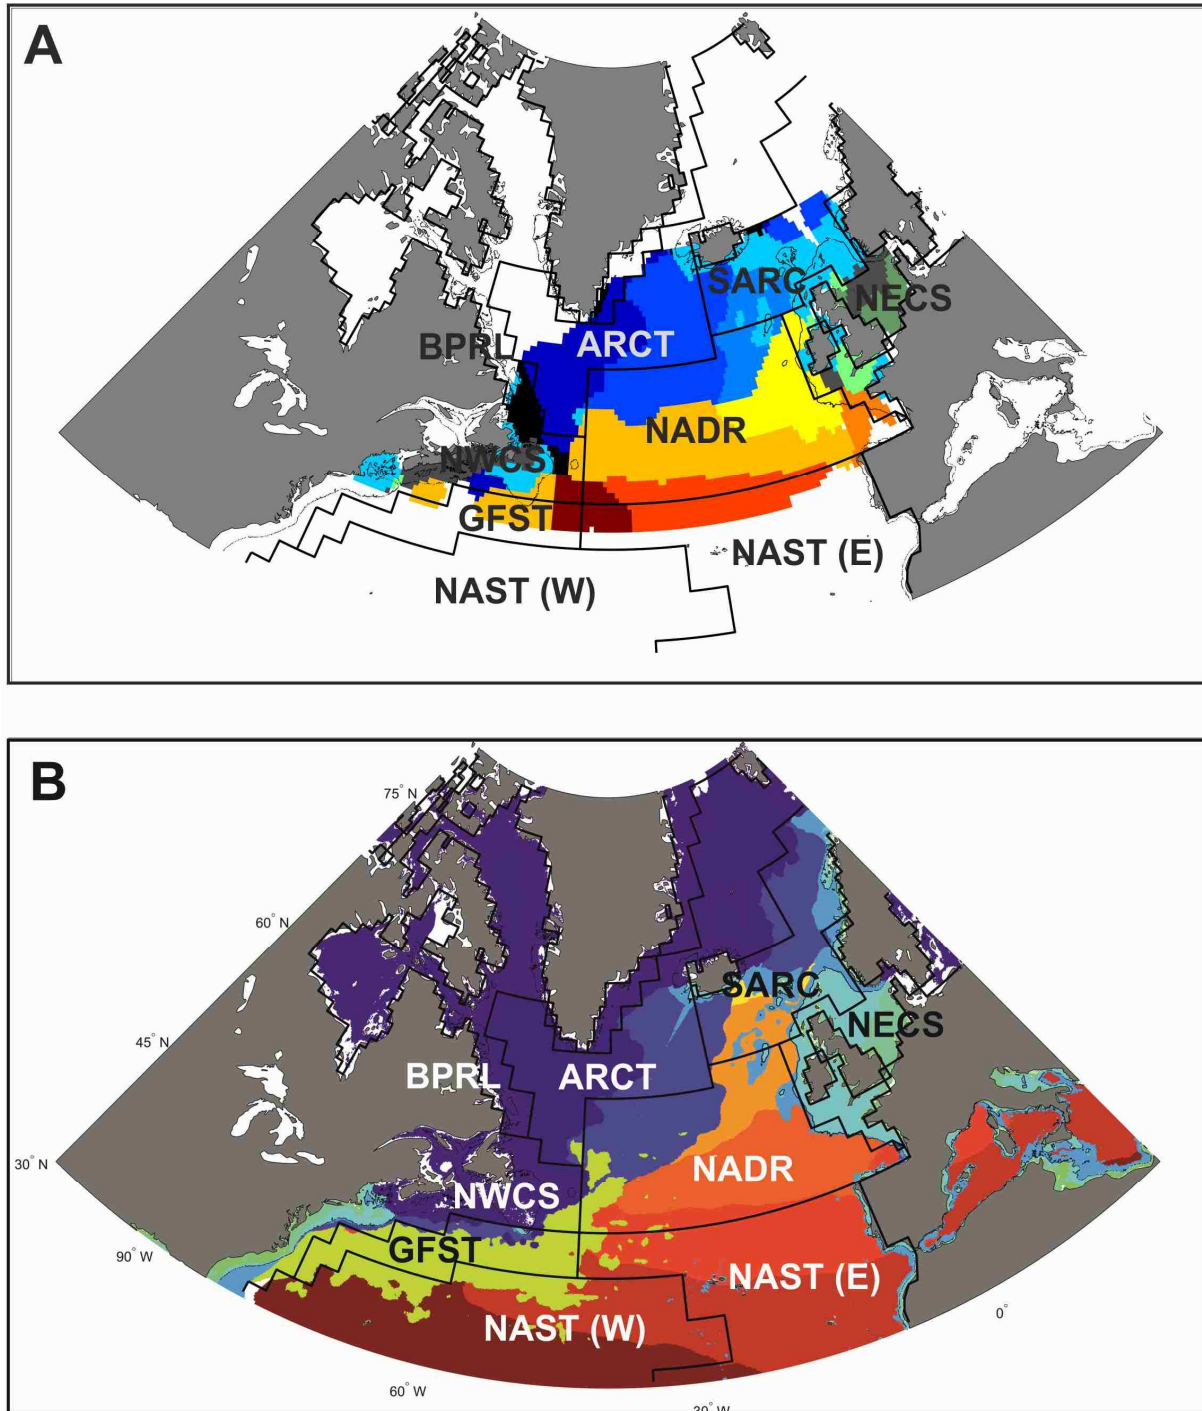 A
SARC
NECS
BPRL
ARCT
NADR
NWCS
GFST
NAST (E)
NAST (W)
B
75° N
60° N
SARC
NECS
45° N
BPRL
ARCT
30° N
NADR
NWCS
GFST
90° W
NAST (E)
0°
NAST (W)
60° W
30° W